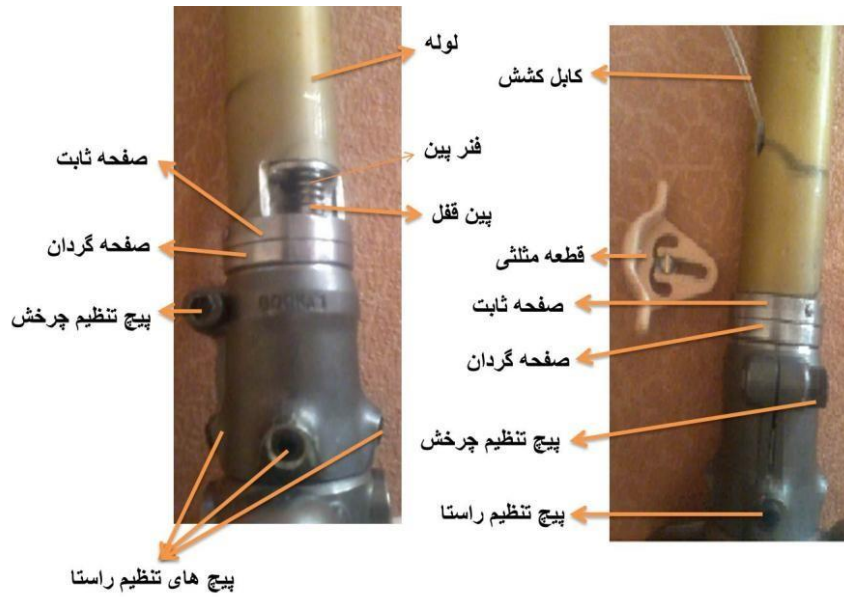 لوله
فنر پین
صفحه ثابت
پین قفل
صفحه گردان
پیچ تنظیم چرخش
پیچ های تنظیم راستا
کابل کشش
قطعه مثلثی
صفحه ثابت
صفحه گردان
پیچ تنظیم چرخش
پیچ تنظیم راستا